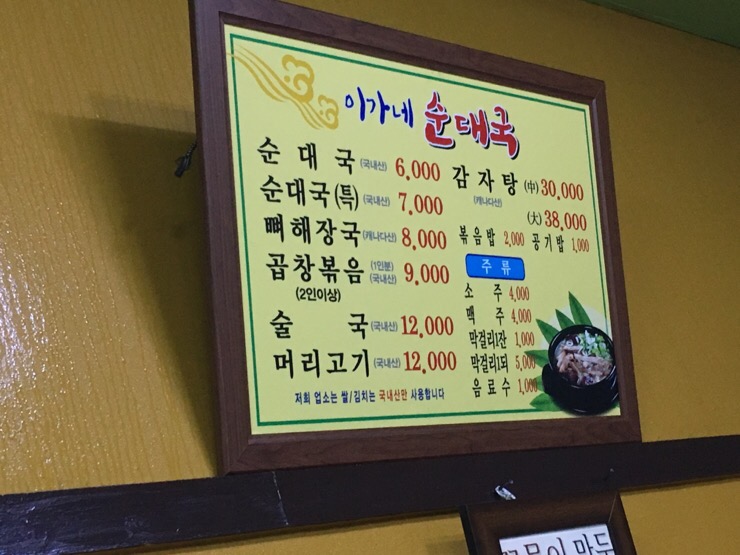 이가네 순대국
순대국 (국내산) 6,000
순대국(특) (국내산) 7,000
뼈해장국 (캐나다산) 8,000
곱창볶음 (1인분) (국내산) 9,000
(2인이상)
술국 (국내산) 12,000
머리고기 (국내산) 12,000
감자탕 (中) 30,000
(캐나다산)
(大) 38,000
볶음밥 2,000 공기밥 1,000
주류
소주 4,000
맥주 4,000
막걸리1잔 1,000
막걸리1되 5,000
음료수 1,000
저희 업소는 쌀/김치는 국내산만 사용합니다